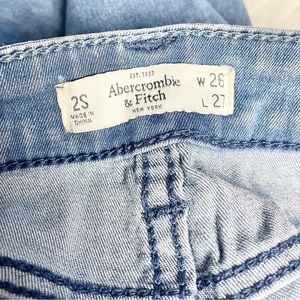 EST. 1892
2S
MADE IN
CHINA
Abercrombie
& Fitch
NEW YORK
W 26
L 27